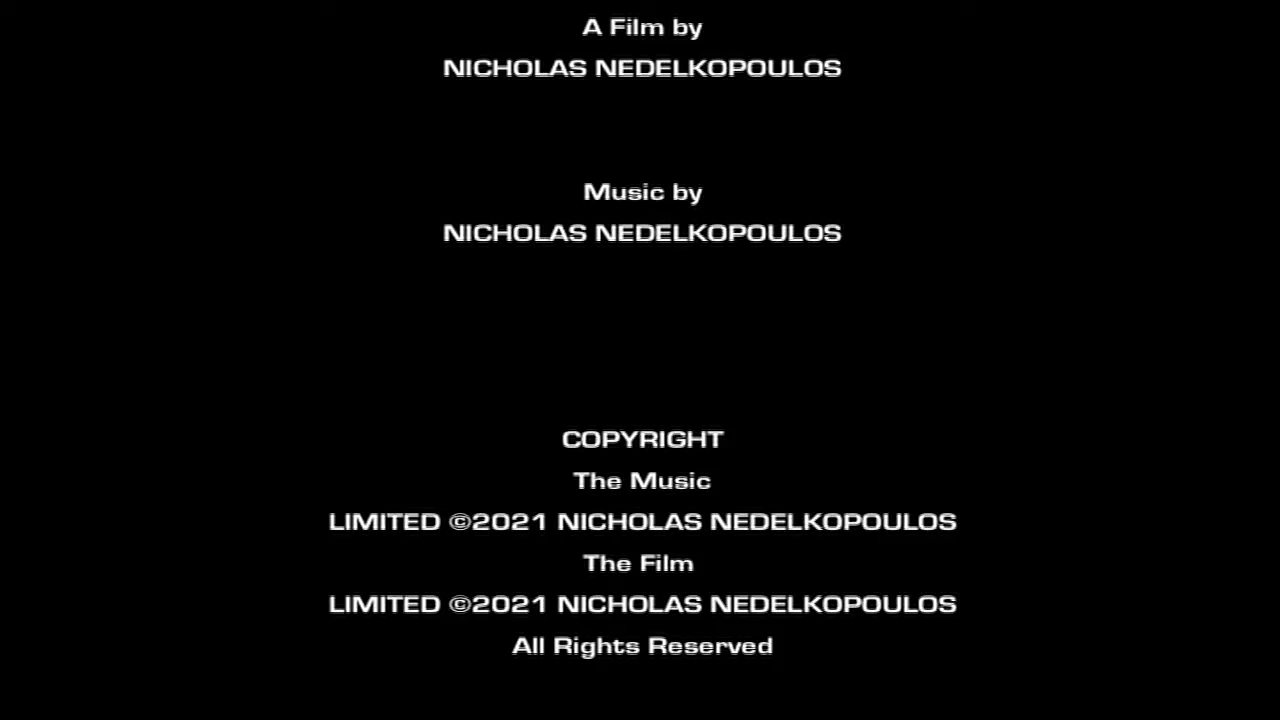 A Film by
NICHOLAS NEDELKOPOULOS
Music by
NICHOLAS NEDELKOPOULOS
COPYRIGHT
The Music
LIMITED ©2021 NICHOLAS NEDELKOPOULOS
The Film
LIMITED ©2021 NICHOLAS NEDELKOPOULOS
All Rights Reserved